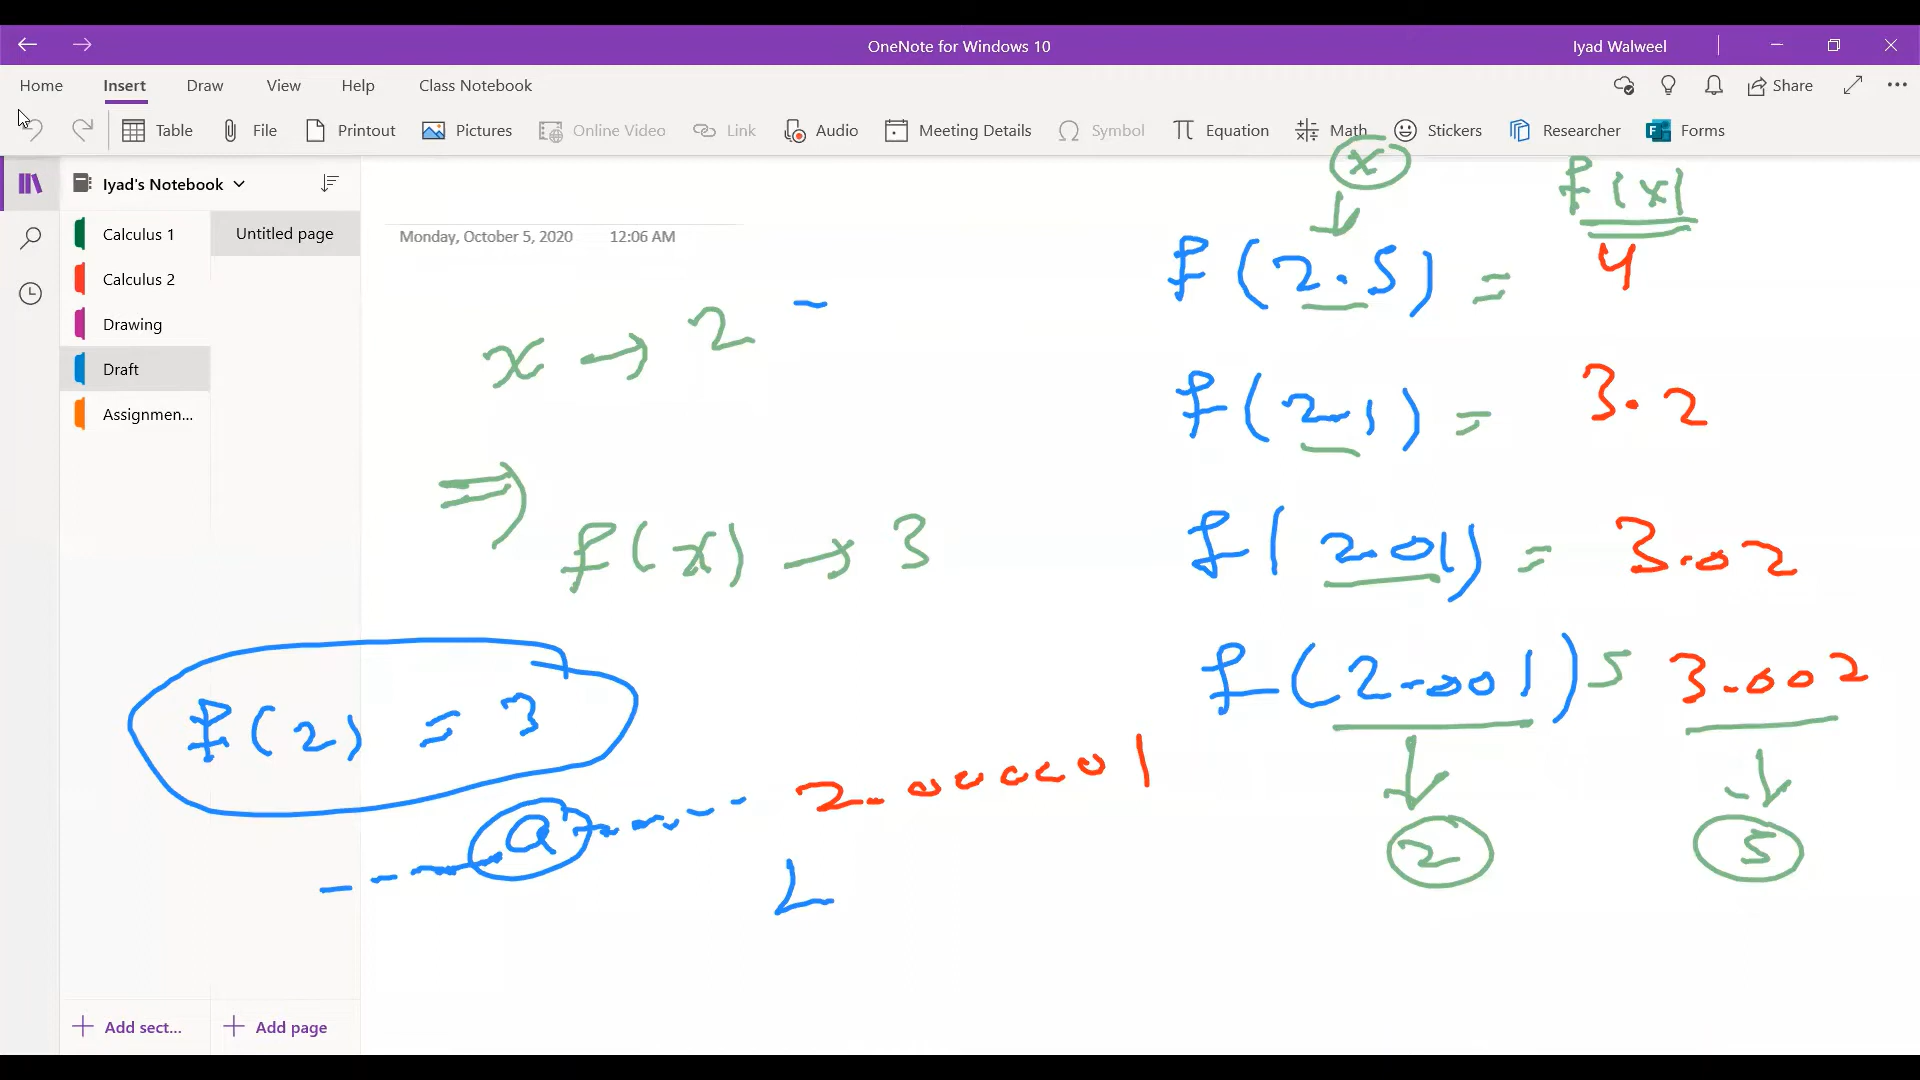 OneNote for Windows 10
Iyad Walweel
Home Insert Draw View Help Class Notebook
Share
Table File Printout Pictures Online Video Link Audio Meeting Details Symbol Equation Math Stickers Researcher Forms
Iyad's Notebook
Calculus 1
Calculus 2
Drawing
Draft
Assignmen...
Untitled page
Monday, October 5, 2020 12:06 AM
x → 2 -
⇒ f(x) → 3
f(2) = 3
a
2.000001
L
x f(x)
f(2.5) = 4
f(2.1) = 3.2
f(2.01) = 3.02
f(2.001) = 3.002
2
Add sect...
Add page